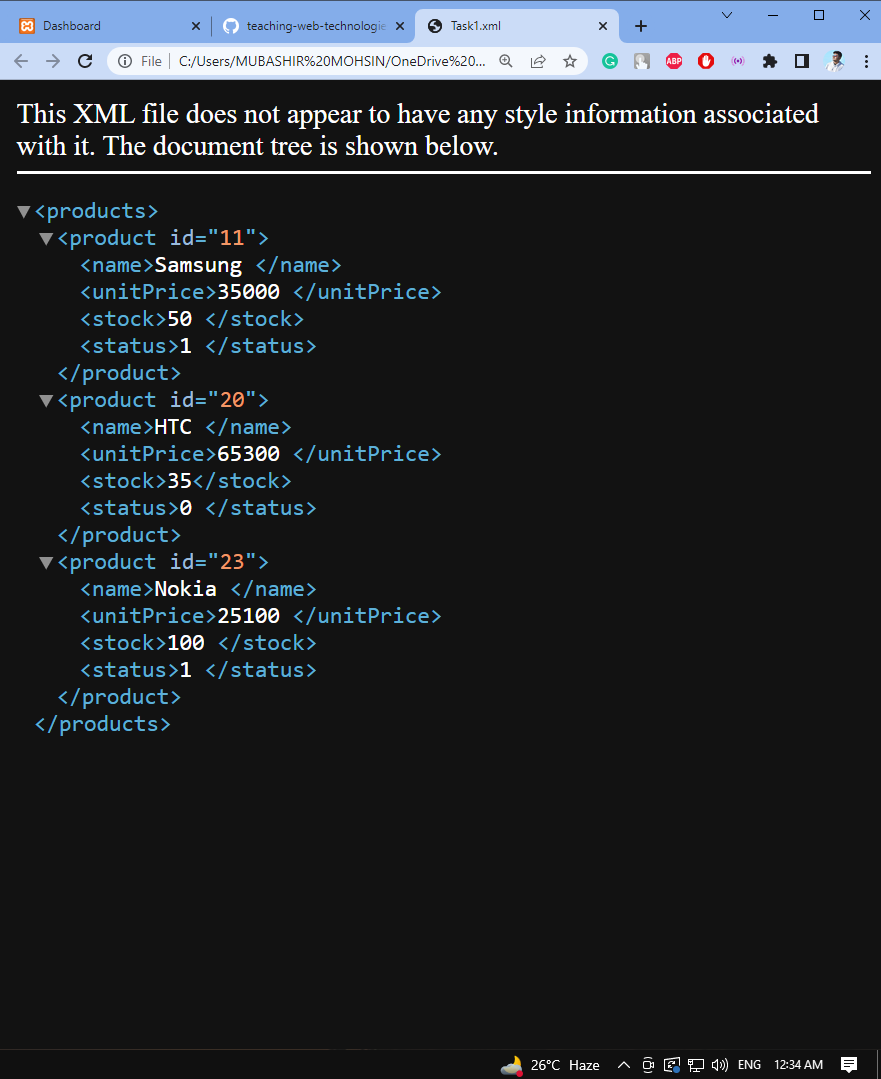 Dashboard
teaching-web-technologie
Task1.xml
File
C:/Users/MUBASHIR%20MOHSIN/OneDrive%20...
ABP
This XML file does not appear to have any style information associated
with it. The document tree is shown below.
▼<products>
▼<product id="11">
<name>Samsung </name>
<unitPrice>35000 </unitPrice>
<stock>50 </stock>
<status>1 </status>
</product>
▼<product id="20">
<name>HTC </name>
<unitPrice>65300 </unitPrice>
<stock>35</stock>
<status>0 </status>
</product>
▼<product id="23">
<name>Nokia </name>
<unitPrice>25100 </unitPrice>
<stock>100 </stock>
<status>1 </status>
</product>
</products>
26°C Haze
ENG
12:34 AM